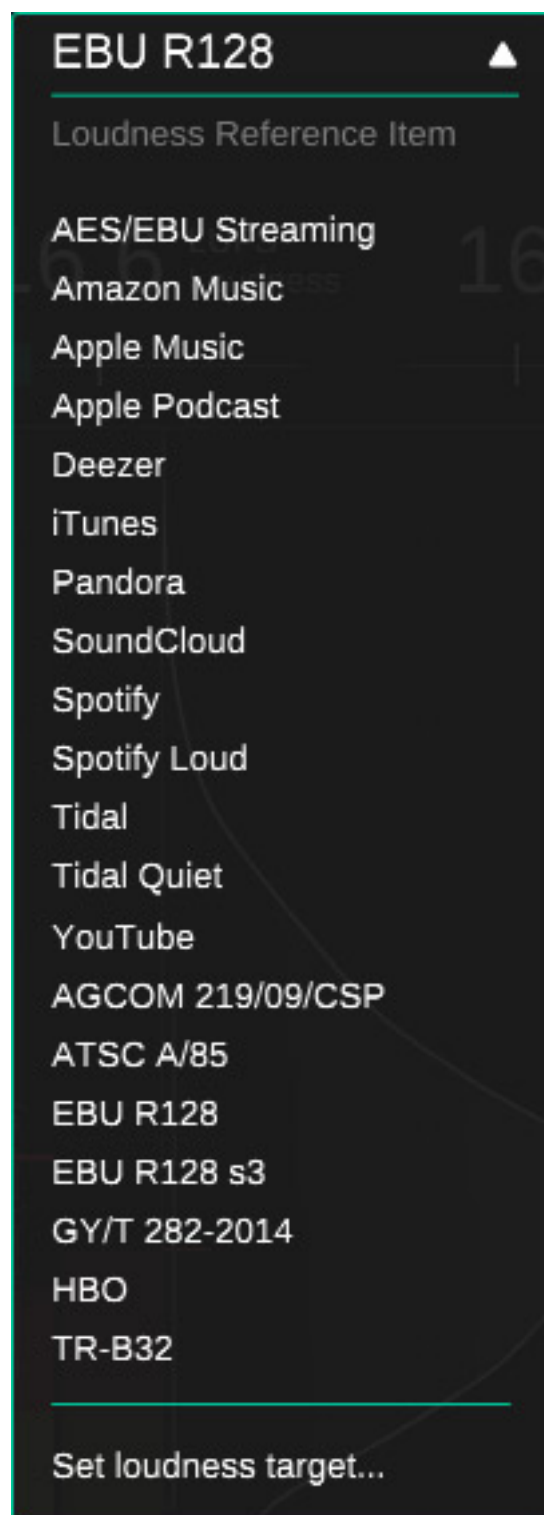 EBU R128
Loudness Reference Item
AES/EBU Streaming
Amazon Music
Apple Music
Apple Podcast
Deezer
iTunes
Pandora
SoundCloud
Spotify
Spotify Loud
Tidal
Tidal Quiet
YouTube
AGCOM 219/09/CSP
ATSC A/85
EBU R128
EBU R128 s3
GY/T 282-2014
HBO
TR-B32
Set loudness target...